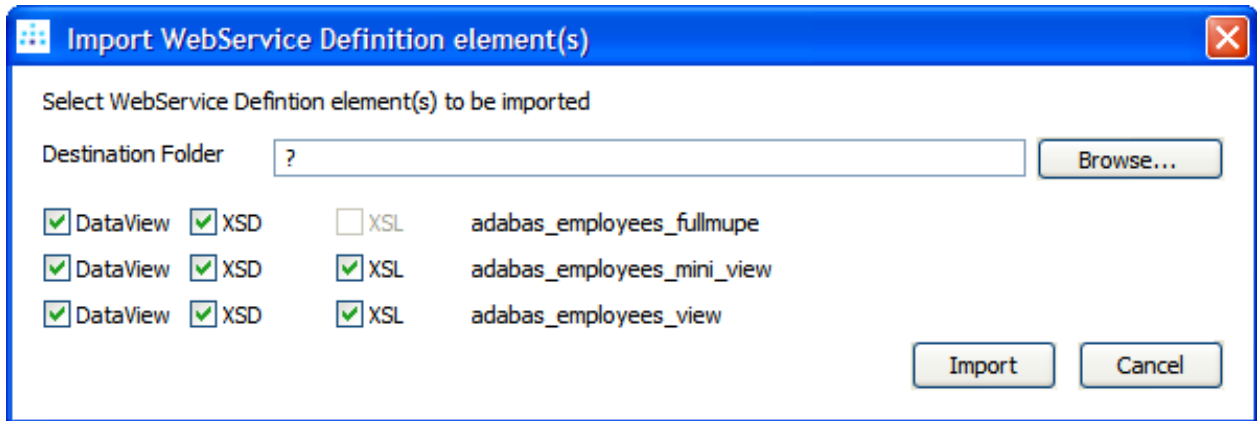 Import WebService Definition element(s)
Select WebService Defintion element(s) to be imported
Destination Folder ? Browse...
DataView XSD XSL adabas_employees_fullmupe
DataView XSD XSL adabas_employees_mini_view
DataView XSD XSL adabas_employees_view
Import Cancel